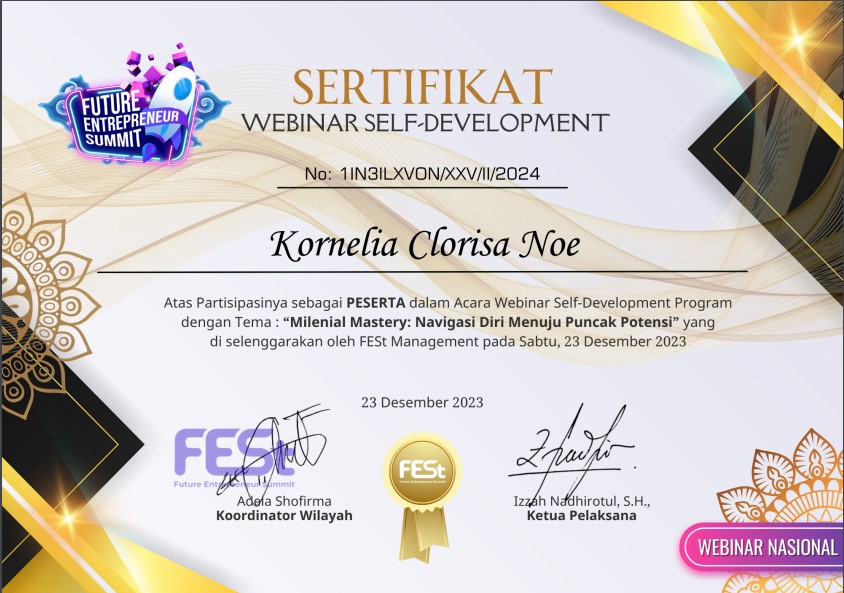 FUTURE
ENTREPRENEUR
SUMMIT
SERTIFIKAT
WEBINAR SELF-DEVELOPMENT
No: 1IN3ILXVON/XXV/II/2024
Kornelia Clorisa Noe
Atas Partisipasinya sebagai PESERTA dalam Acara Webinar Self-Development Program
dengan Tema : “Milenial Mastery: Navigasi Diri Menuju Puncak Potensi” yang
di selenggarakan oleh FESt Management pada Sabtu, 23 Desember 2023
23 Desember 2023
FESt
Future Entrepreneur Summit
Adela Shofirma
Koordinator Wilayah
FESt
Future Entrepreneur Summit
Izzah Nadhirotul, S.H.,
Ketua Pelaksana
WEBINAR NASIONAL